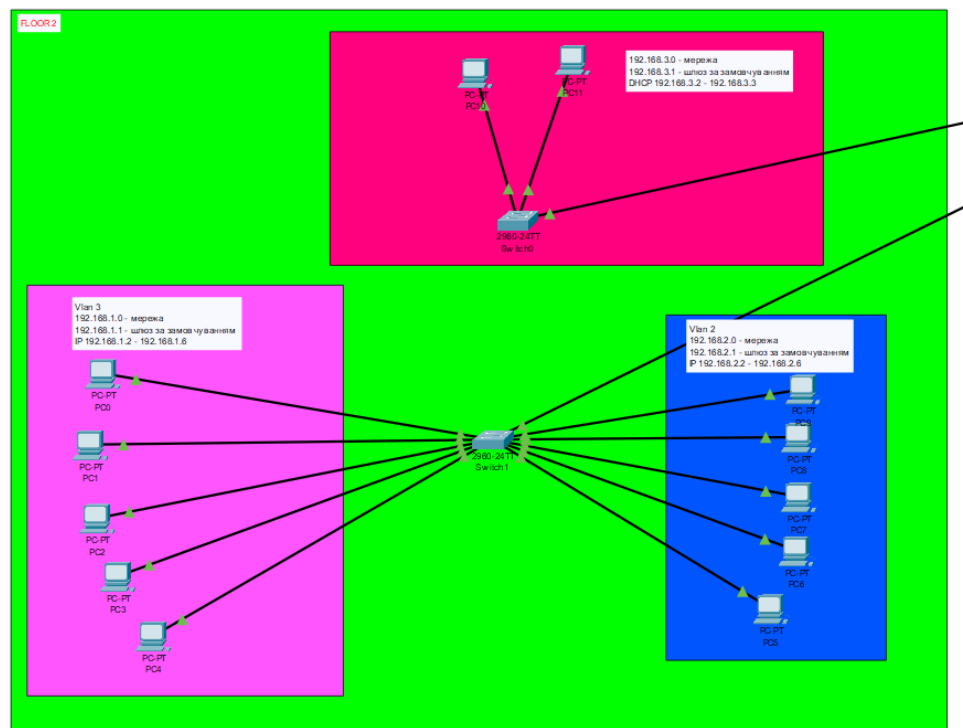 FLOOR 2
192.168.3.0 - мережа
192.168.3.1 - шлюз за замовчуванням
DHCP 192.168.3.2 - 192.168.3.3
PC-PT
PC10
PC-PT
PC11
2960-24TT
Switch0
Vlan 3
192.168.1.0 - мережа
192.168.1.1 - шлюз за замовчуванням
IP 192.168.1.2 - 192.168.1.6
Vlan 2
192.168.2.0 - мережа
192.168.2.1 - шлюз за замовчуванням
IP 192.168.2.2 - 192.168.2.6
PC-PT
PC0
PC-PT
PC1
PC-PT
PC2
PC-PT
PC3
PC-PT
PC4
2960-24TT
Switch1
PC-PT
PC9
PC-PT
PC8
PC-PT
PC7
PC-PT
PC6
PC-PT
PC5